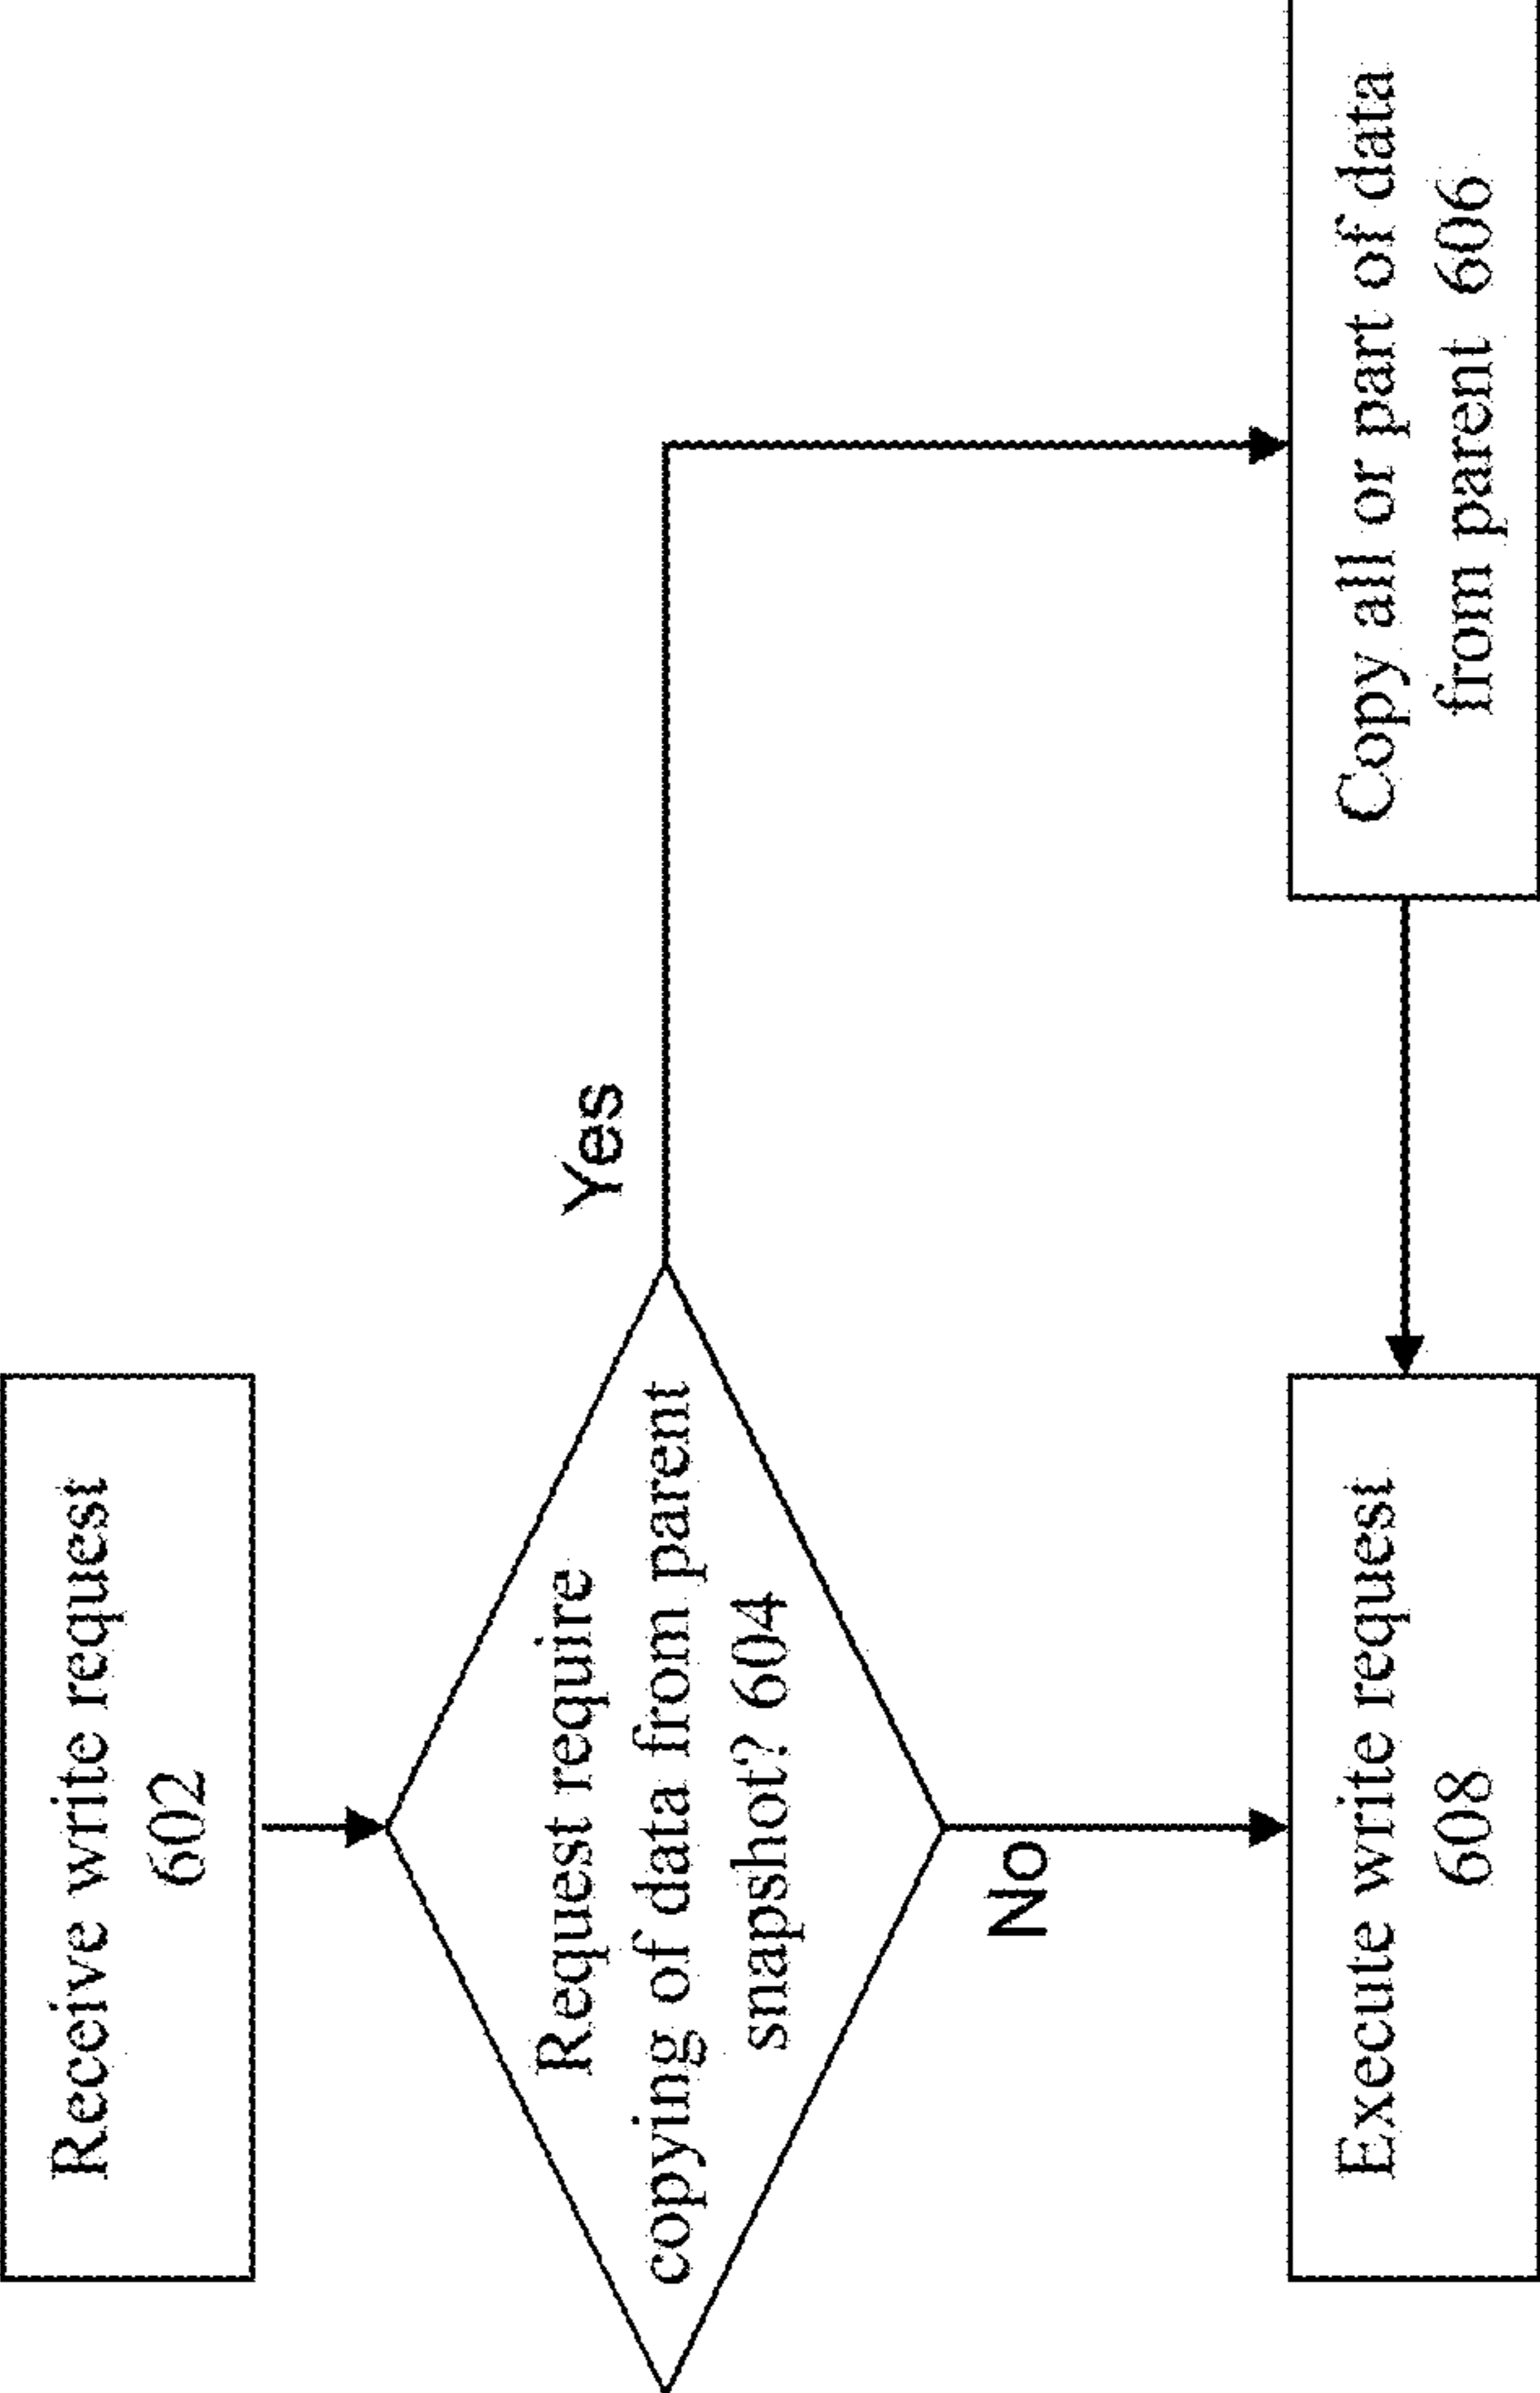 Receive write request
602
Request require
copying of data from parent
snapshot? 604
Yes
No
Copy all or part of data
from parent 606
Execute write request
608